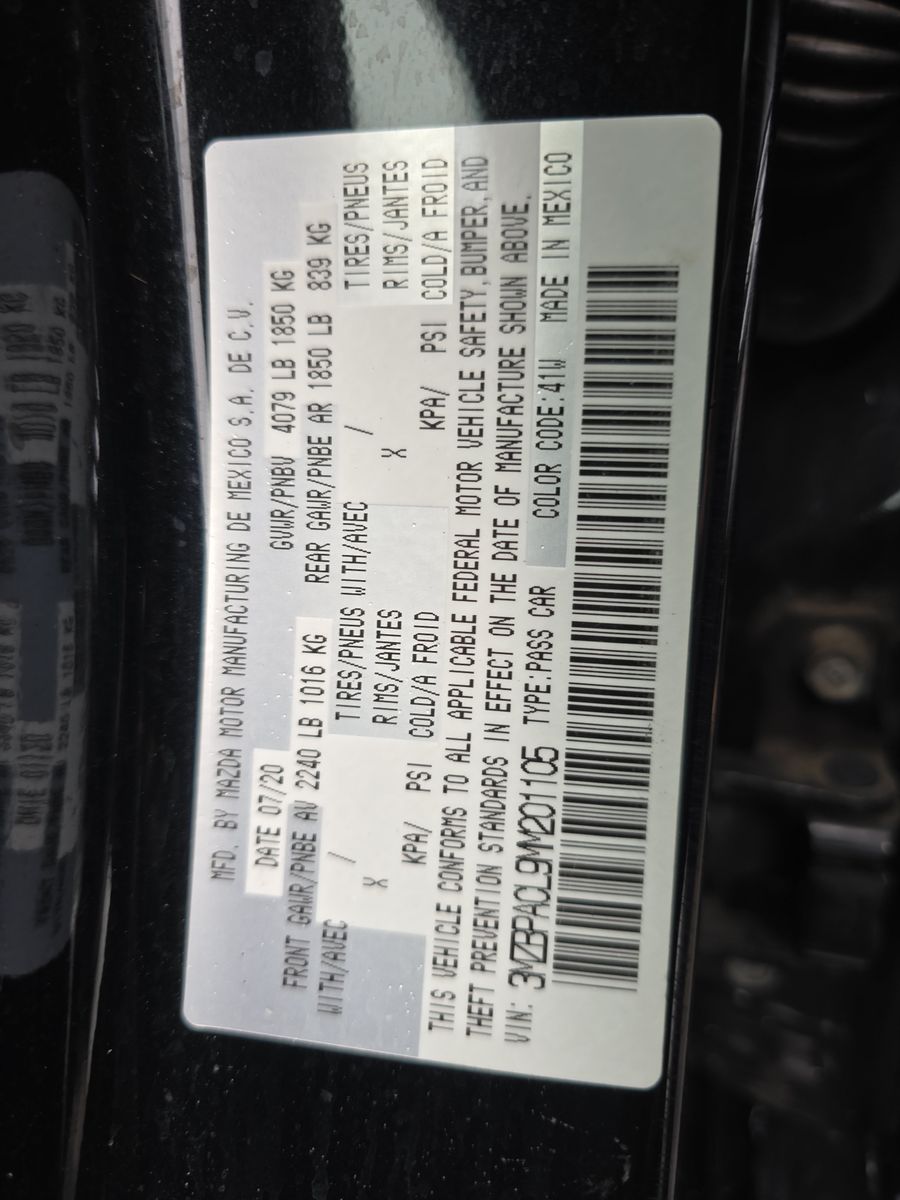 MFD. BY MAZDA MOTOR MANUFACTURING DE MEXICO S.A. DE C.V.
DATE 07/20 GVWR/PNBV 4079 LB 1850 KG
FRONT GAWR/PNBE AV 2240 LB 1016 KG REAR GAWR/PNBE AR 1850 LB 839 KG
WITH/AVEC / TIRES/PNEUS WITH/AVEC / TIRES/PNEUS
X RIMS/JANTES X RIMS/JANTES
KPA/ PSI COLD/A FROID KPA/ PSI COLD/A FROID
THIS VEHICLE CONFORMS TO ALL APPLICABLE FEDERAL MOTOR VEHICLE SAFETY, BUMPER, AND
THEFT PREVENTION STANDARDS IN EFFECT ON THE DATE OF MANUFACTURE SHOWN ABOVE.
VIN: 3MZBPACL9MM201105 TYPE:PASS CAR COLOR CODE:41W MADE IN MEXICO